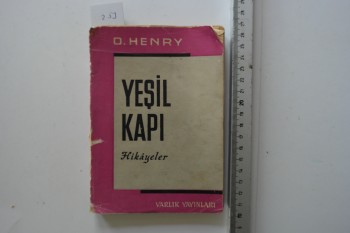 O. HENRY
YEŞİL
KAPI
Hikâyeler
VARLIK YAYINLARI